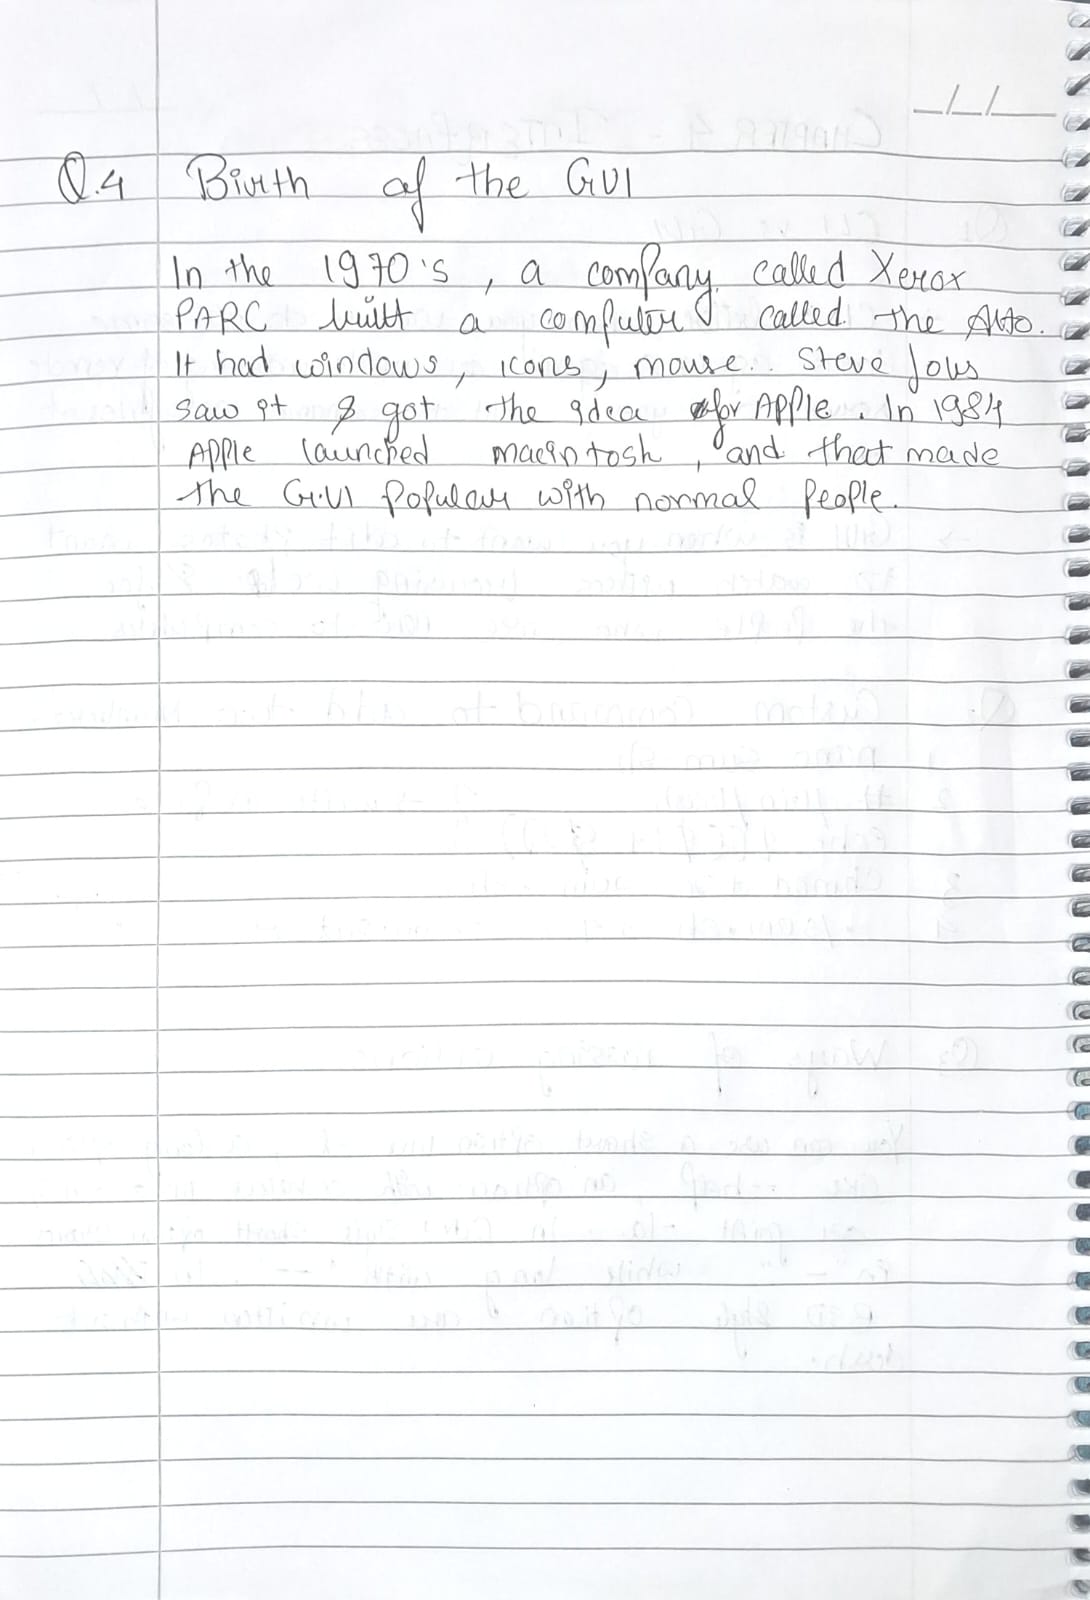 Q.4 Birth of the GUI
In the 1970's, a company called Xerox
PARC built a computer called the Alto.
It had windows, icons, mouse. Steve Jobs
saw it & got the idea for Apple. In 1984
Apple launched macintosh, and that made
the GUI popular with normal people.